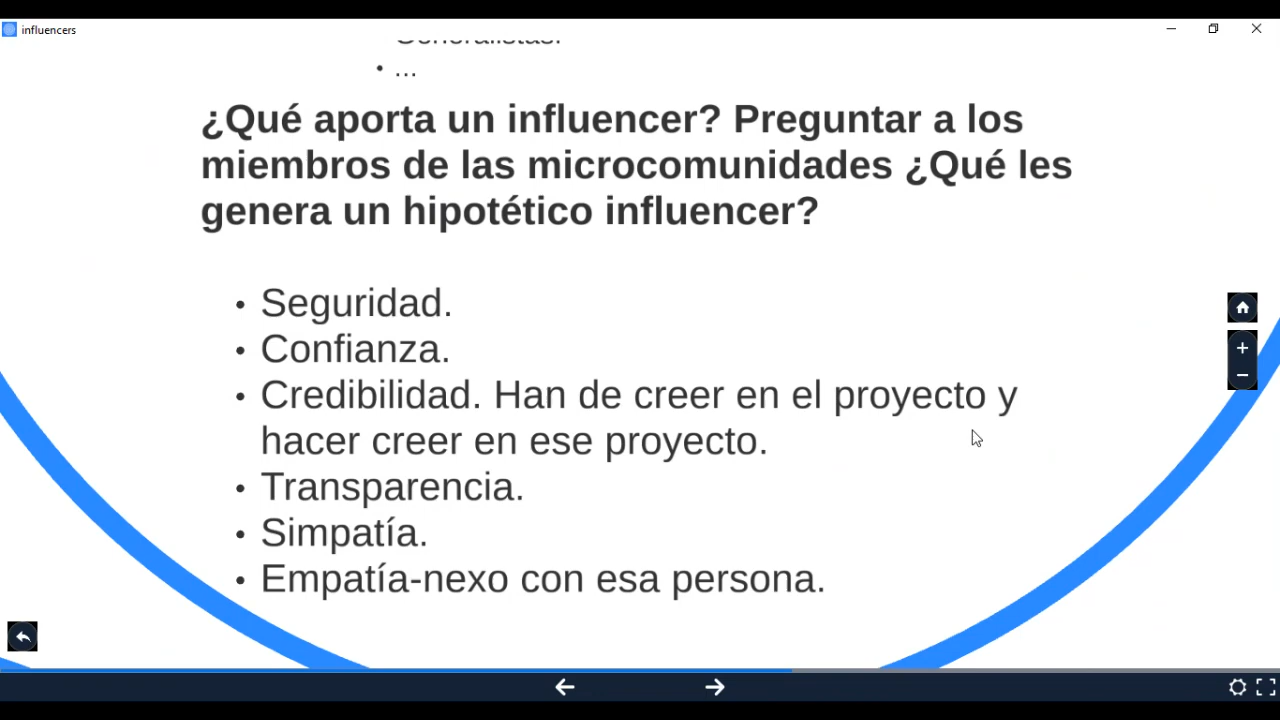 influencers
Generalistas.
• ...
¿Qué aporta un influencer? Preguntar a los
miembros de las microcomunidades ¿Qué les
genera un hipotético influencer?
• Seguridad.
• Confianza.
• Credibilidad. Han de creer en el proyecto y
hacer creer en ese proyecto.
• Transparencia.
• Simpatía.
• Empatía-nexo con esa persona.